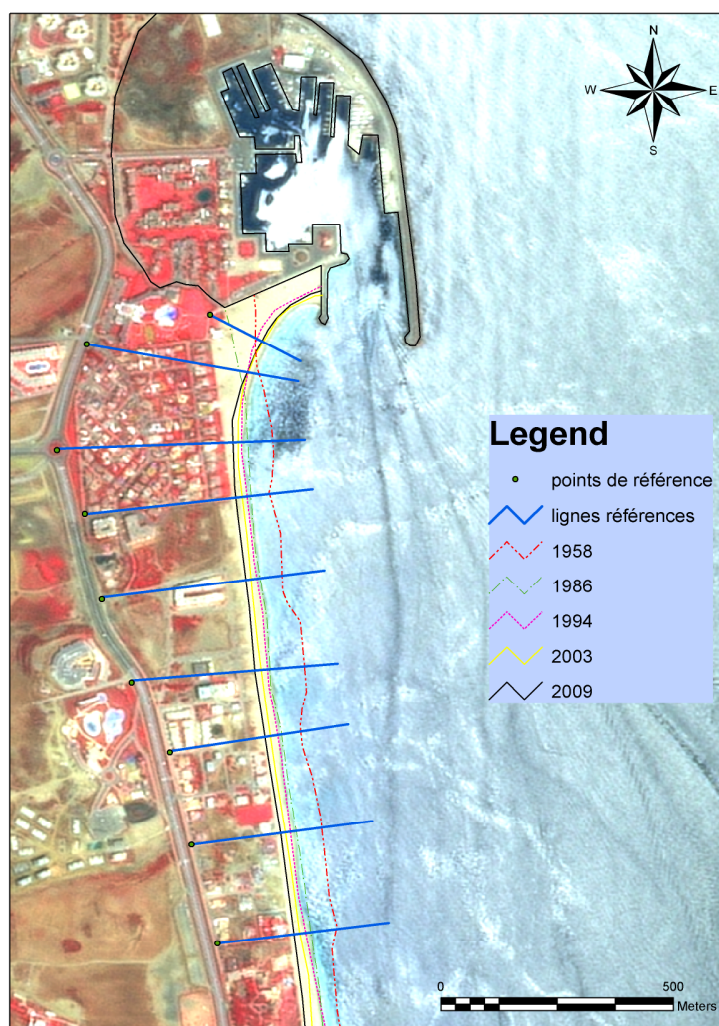 N
W
E
S
Legend
points de référence
lignes références
1958
1986
1994
2003
2009
0
500
Meters